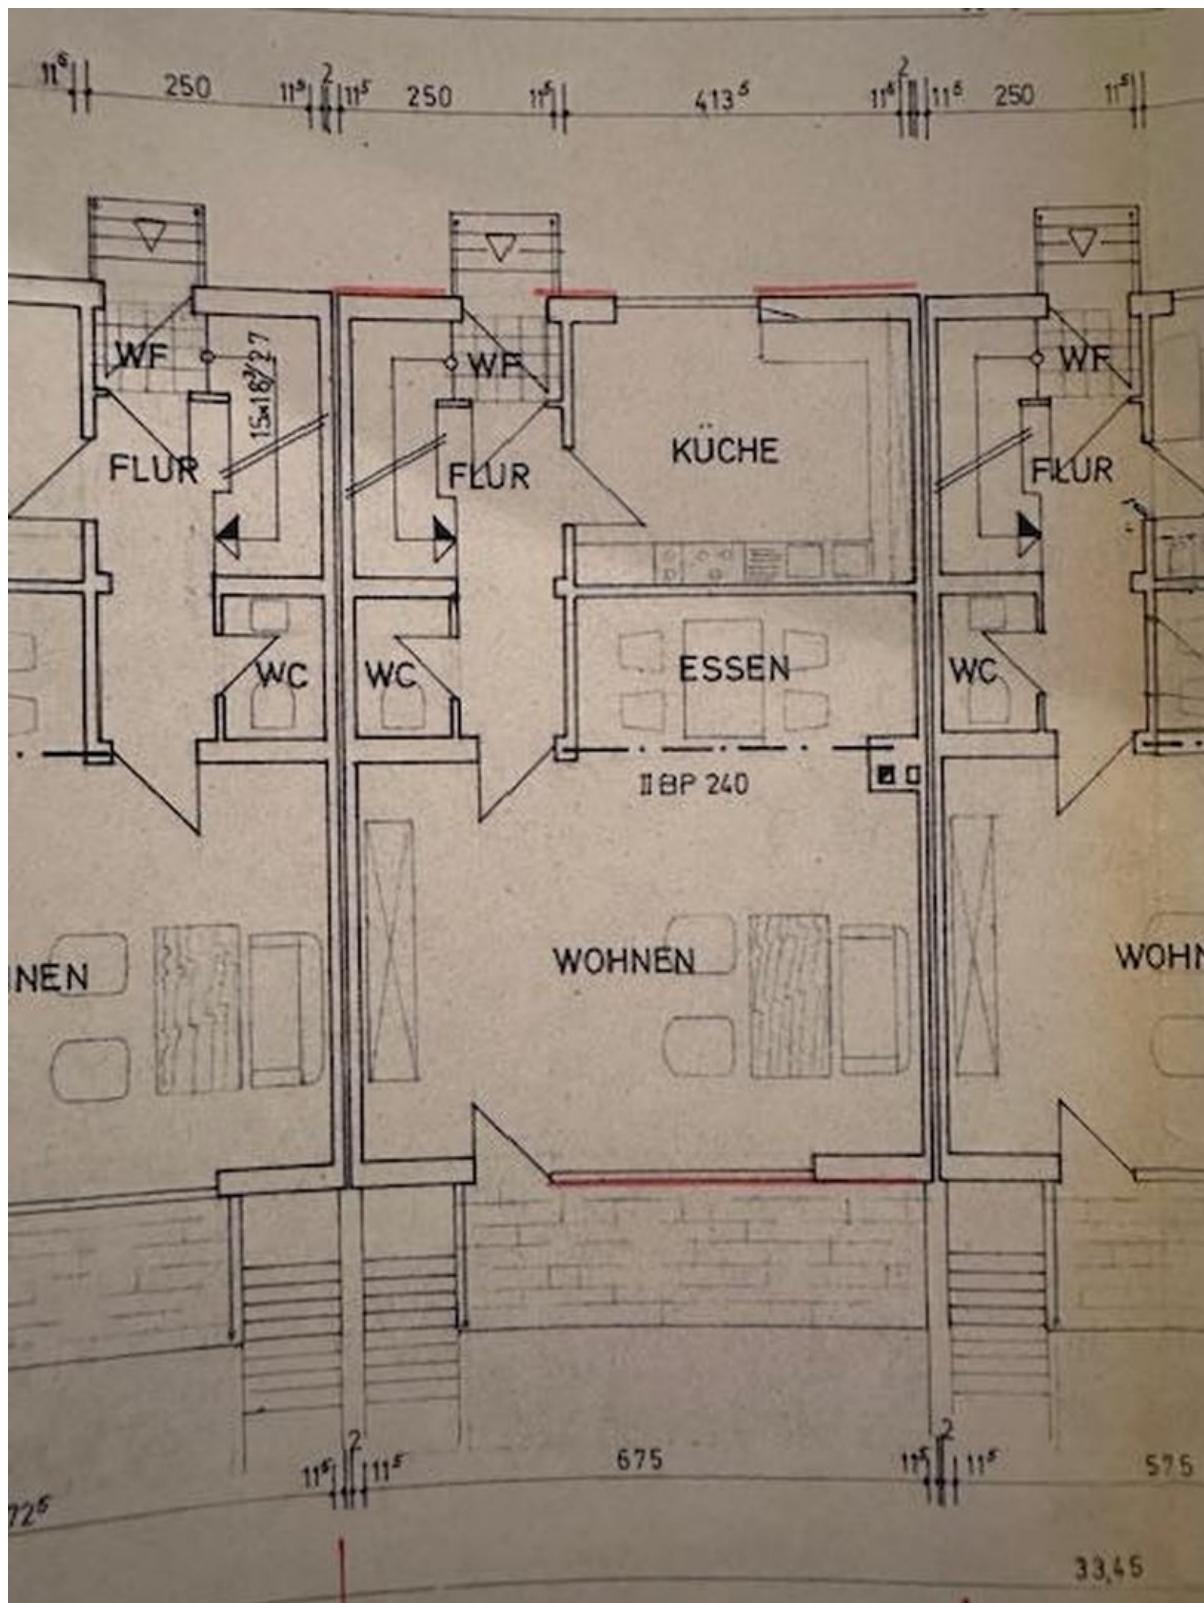 11⁵ 250 11⁵ 2 11⁵ 250 11⁵ 413⁵ 11⁵ 2 11⁵ 250 11⁵
WF WF WF
15×18³/27
FLUR FLUR KÜCHE FLUR
WC WC ESSEN WC
II BP 240
NNEN WOHNEN WOHN
11⁵ 2 11⁵ 675 11⁵ 2 11⁵ 575
72⁵
33,45